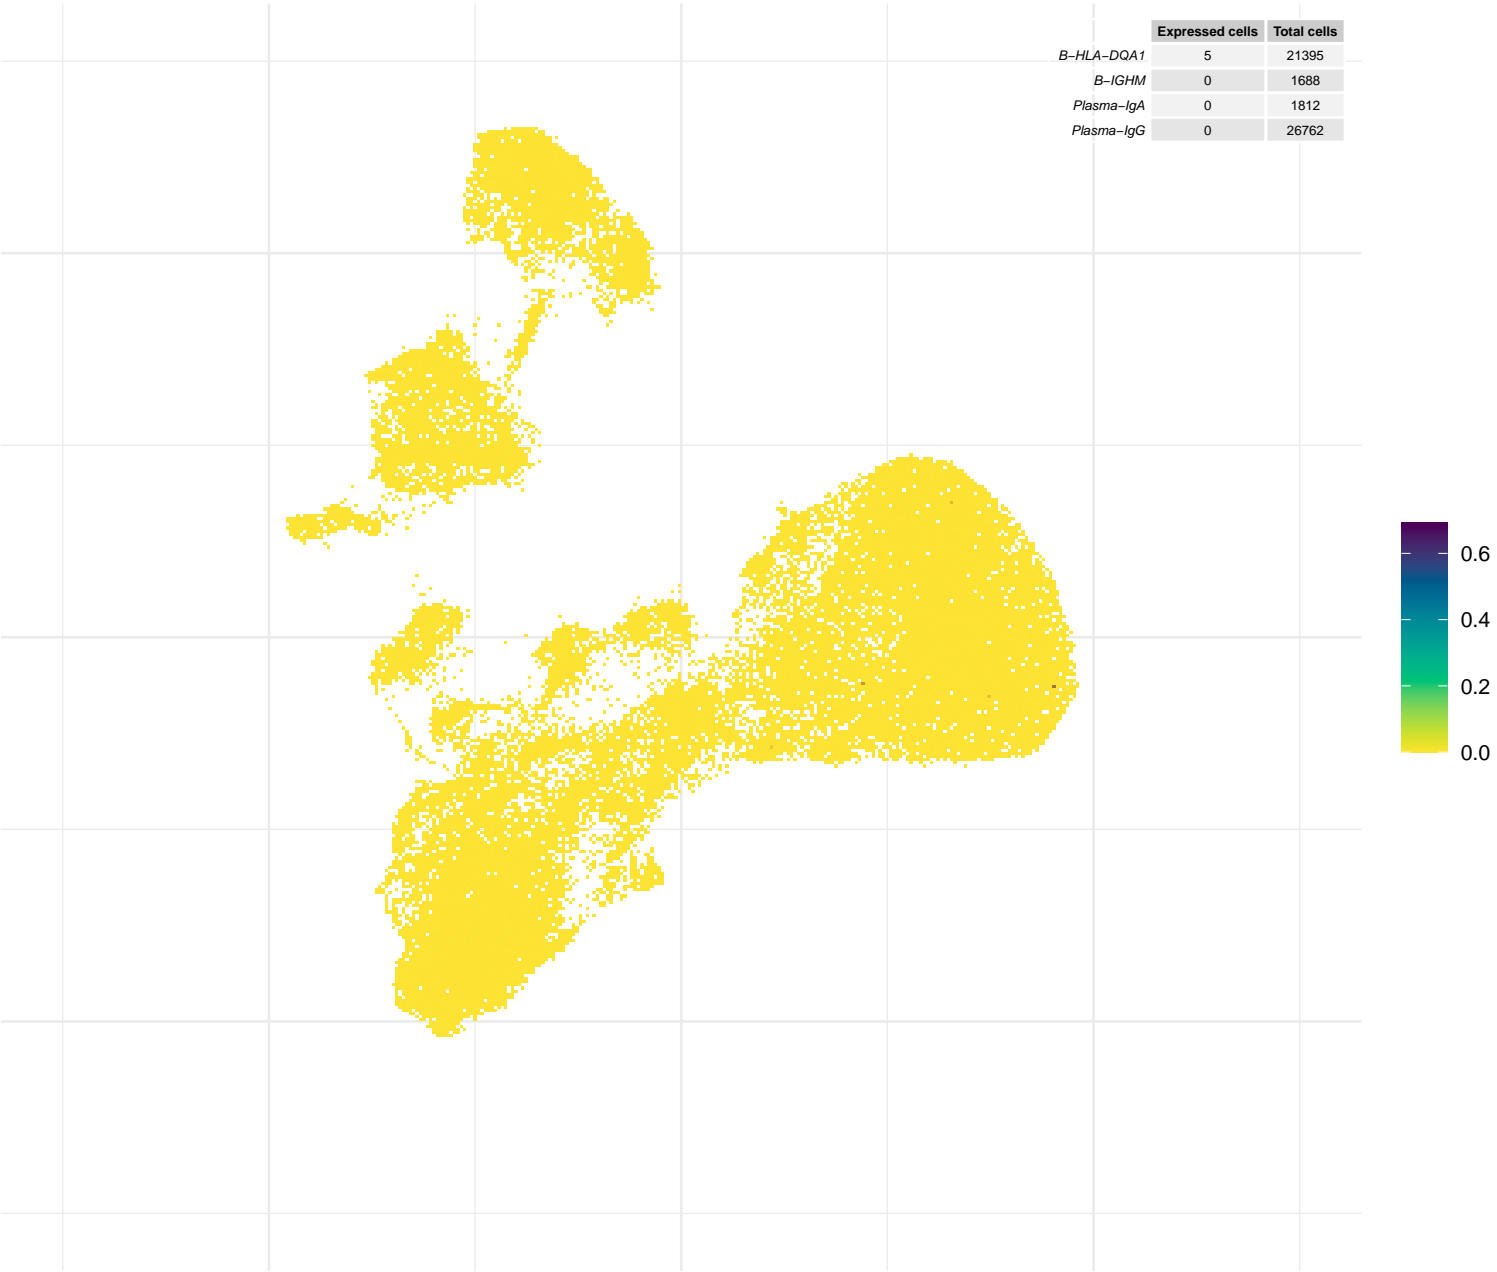 Expressed cells Total cells
B−HLA−DQA1 5 21395
B−IGHM 0 1688
Plasma−IgA 0 1812
Plasma−IgG 0 26762
0.6
0.4
0.2
0.0